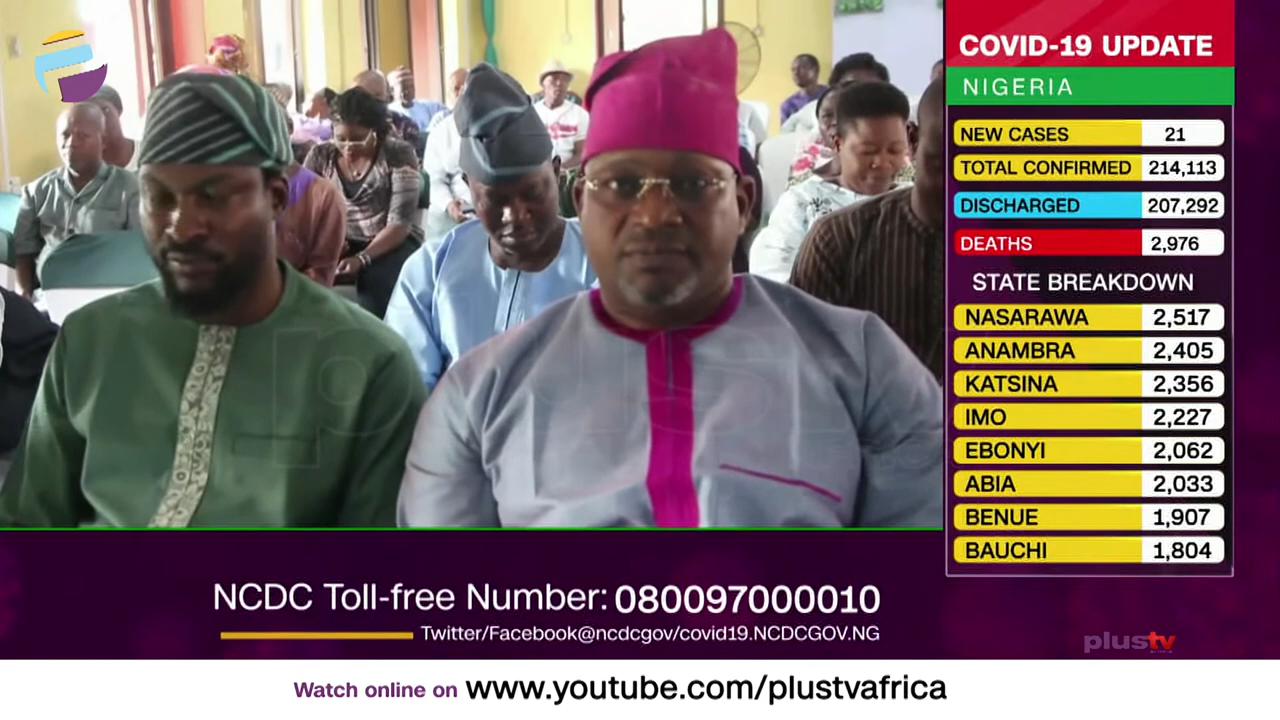 COVID-19 UPDATE
NIGERIA
NEW CASES 21
TOTAL CONFIRMED 214,113
DISCHARGED 207,292
DEATHS 2,976
STATE BREAKDOWN
NASARAWA 2,517
ANAMBRA 2,405
KATSINA 2,356
IMO 2,227
EBONYI 2,062
ABIA 2,033
BENUE 1,907
BAUCHI 1,804
NCDC Toll-free Number: 080097000010
Twitter/Facebook@ncdcgov/covid19.NCDCGOV.NG
plustv
Watch online on www.youtube.com/plustvafrica